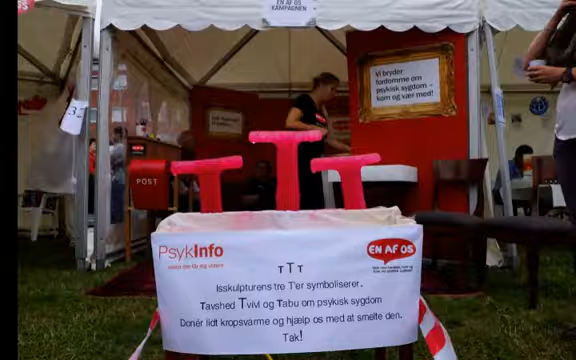 EN AF OS
KAMPAGNEN
Vi bryder
fordomme om
psykisk sygdom –
kom og vær med!
32
POST
T T T
PsykInfo
EN AF OS
TTT
Isskulpturens tre T'er symboliserer.
Tavshed Tvivl og Tabu om psykisk sygdom
Donér lidt kropsvarme og hjælp os med at smelte den.
Tak!